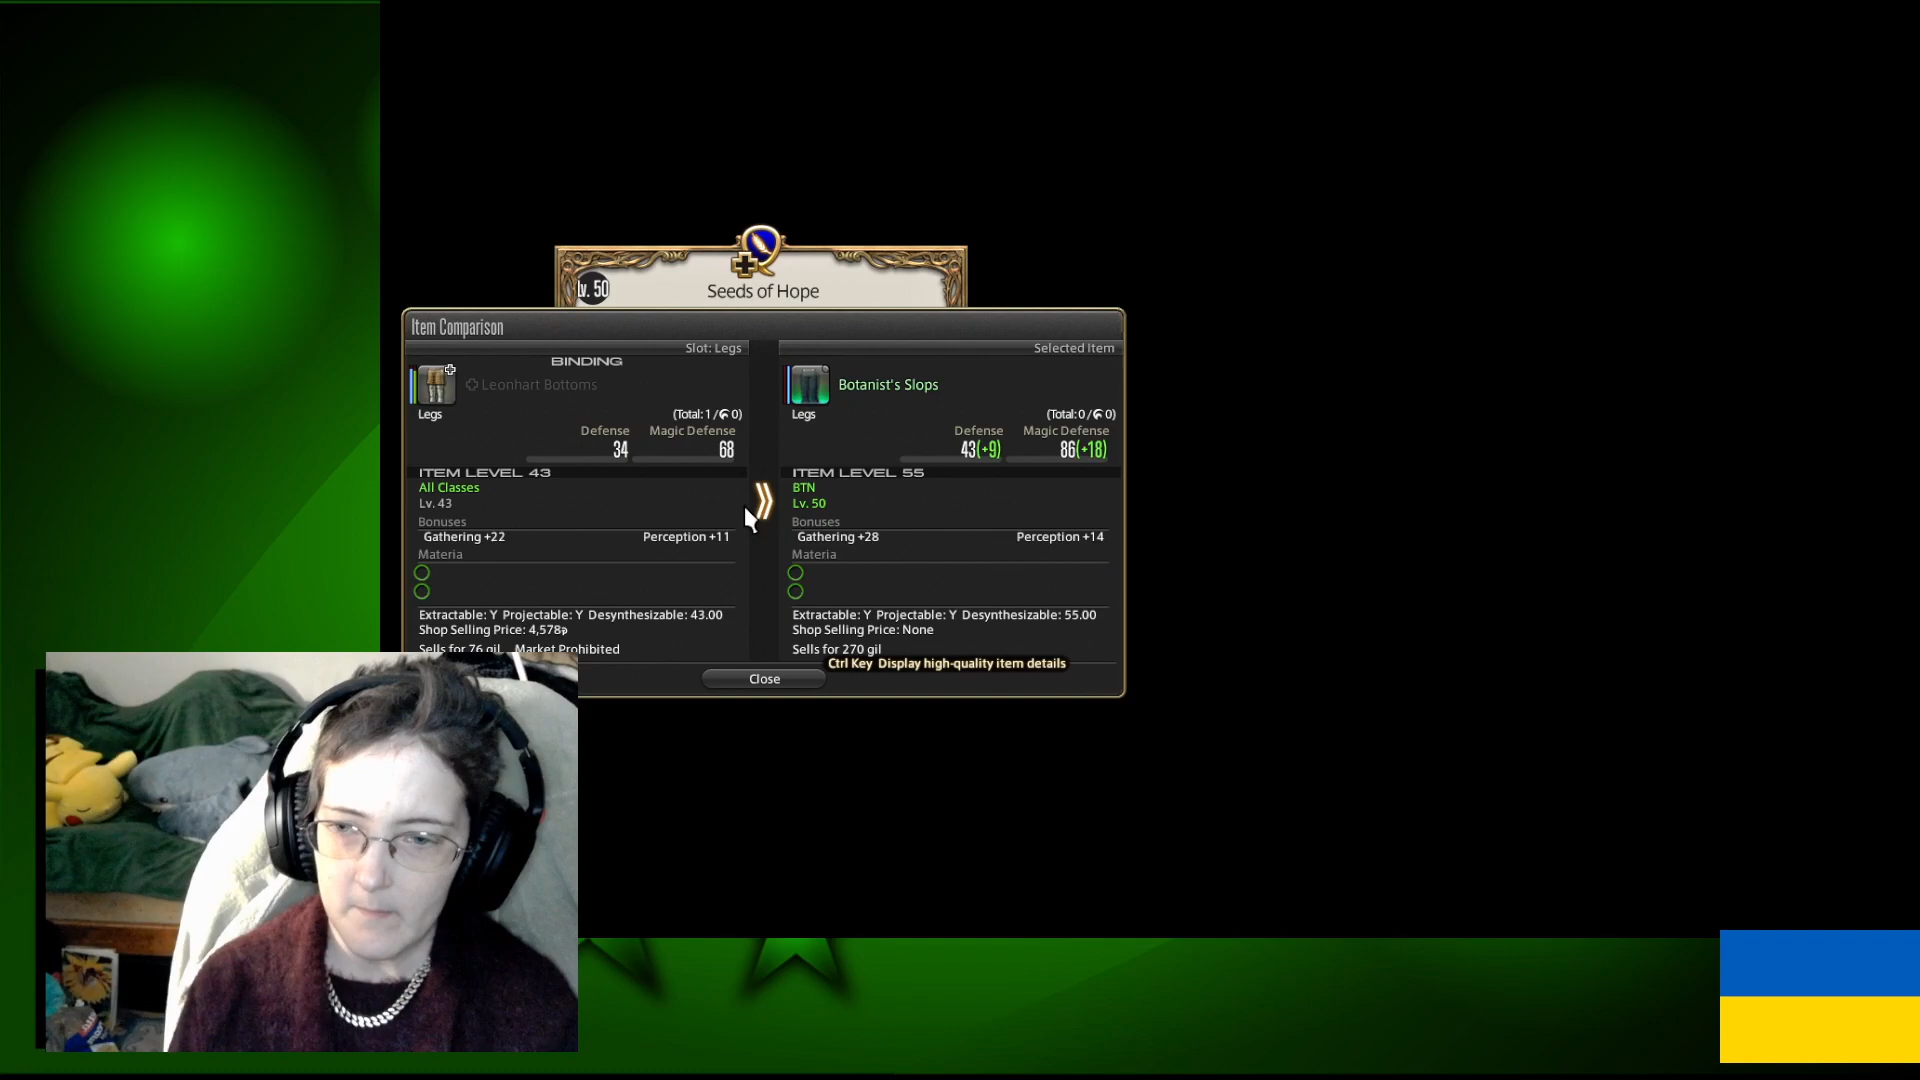 Lv. 50
Seeds of Hope
Item Comparison
Slot: Legs
BINDING
Leonhart Bottoms
Legs
(Total: 1 / 0)
Defense Magic Defense
34 68
ITEM LEVEL 43
All Classes
Lv. 43
Bonuses
Gathering +22 Perception +11
Materia
Extractable: Y Projectable: Y Desynthesizable: 43.00
Shop Selling Price: 4,578
Sells for 76 gil Market Prohibited
Selected Item
Botanist's Slops
Legs
(Total: 0 / 0)
Defense Magic Defense
43(+9) 86(+18)
ITEM LEVEL 55
BTN
Lv. 50
Bonuses
Gathering +28 Perception +14
Materia
Extractable: Y Projectable: Y Desynthesizable: 55.00
Shop Selling Price: None
Sells for 270 gil
Ctrl Key Display high-quality item details
Close